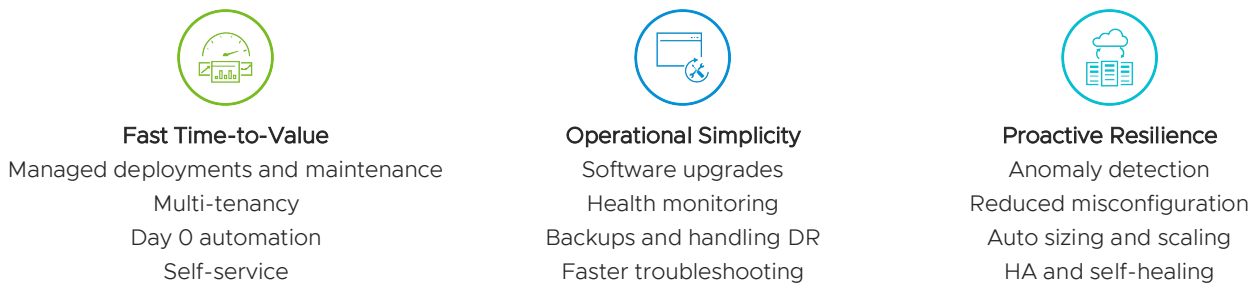 Fast Time-to-Value
Managed deployments and maintenance
Multi-tenancy
Day 0 automation
Self-service
Operational Simplicity
Software upgrades
Health monitoring
Backups and handling DR
Faster troubleshooting
Proactive Resilience
Anomaly detection
Reduced misconfiguration
Auto sizing and scaling
HA and self-healing